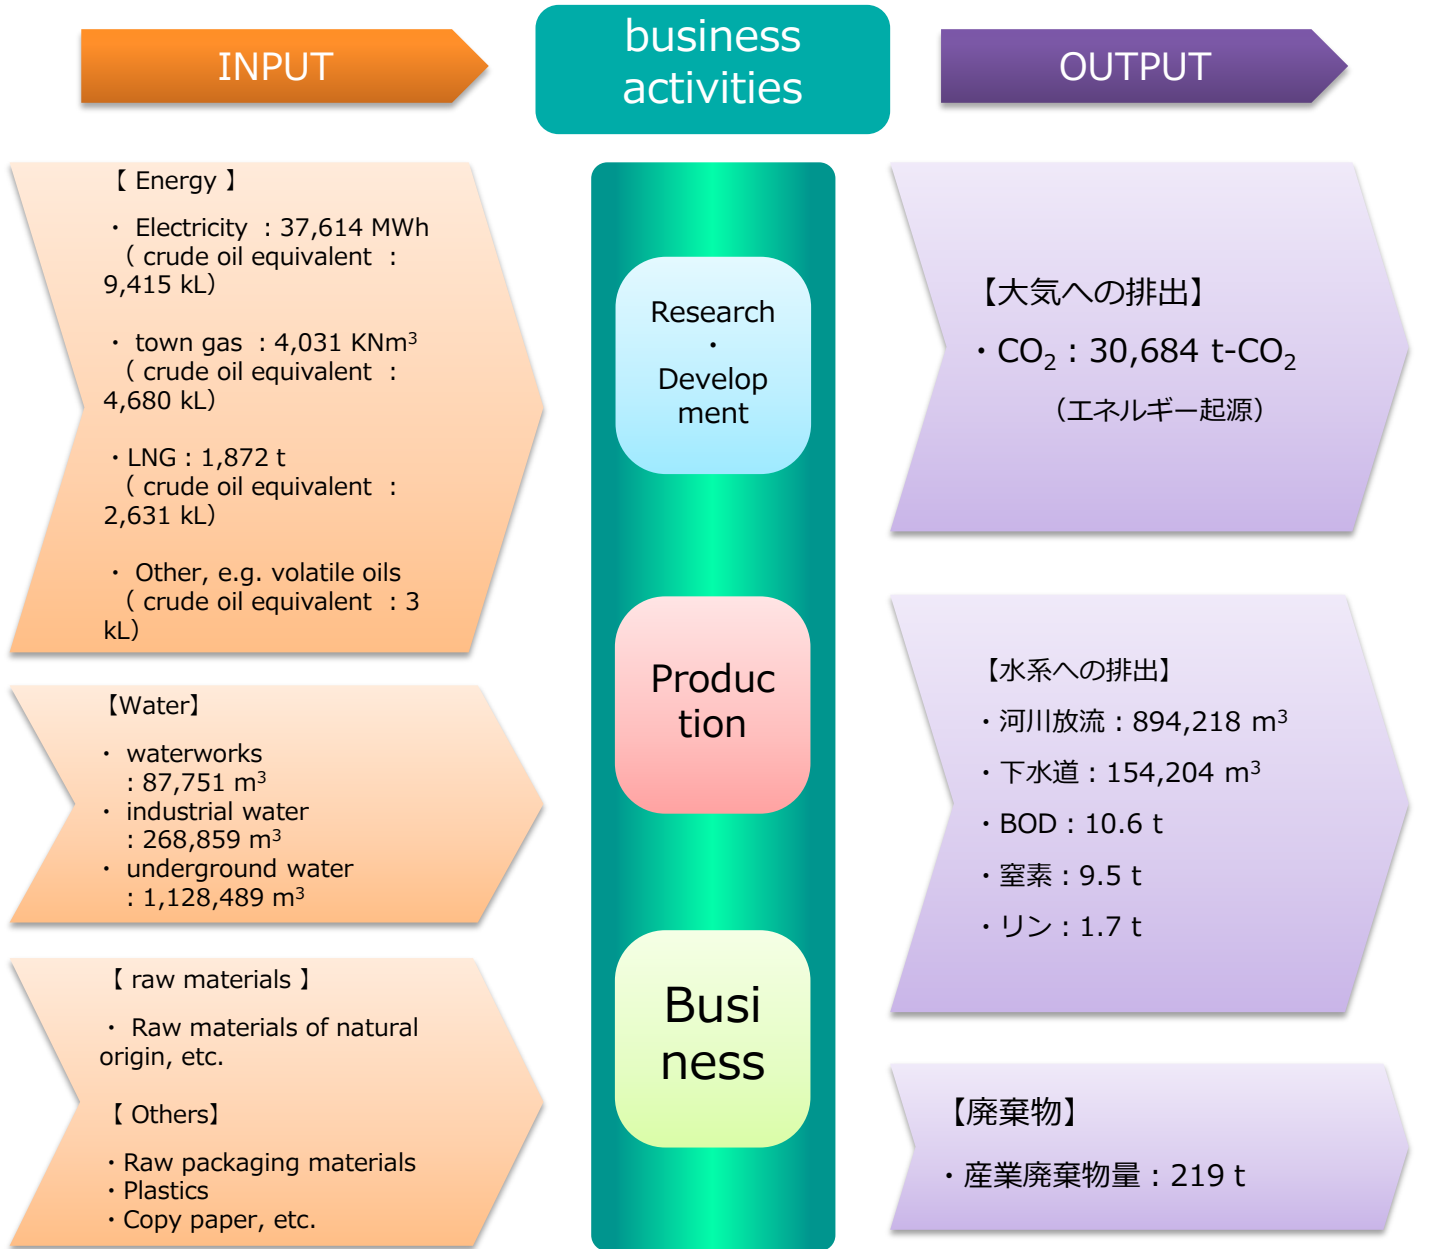 INPUT
business
activities
OUTPUT
【 Energy 】
・ Electricity ：37,614 MWh
（ crude oil equivalent ：
9,415 kL）
・ town gas ：4,031 KNm³
（ crude oil equivalent ：
4,680 kL）
・LNG：1,872 t
（ crude oil equivalent ：
2,631 kL）
・ Other, e.g. volatile oils
（ crude oil equivalent ：3
kL）
【Water】
・ waterworks
：87,751 m³
・ industrial water
：268,859 m³
・ underground water
：1,128,489 m³
【 raw materials 】
・ Raw materials of natural
origin, etc.
【 Others】
・Raw packaging materials
・Plastics
・Copy paper, etc.
Research
・
Develop
ment
Produc
tion
Busi
ness
【大気への排出】
・CO₂：30,684 t-CO₂
（エネルギー起源）
【水系への排出】
・河川放流：894,218 m³
・下水道：154,204 m³
・BOD：10.6 t
・窒素：9.5 t
・リン：1.7 t
【廃棄物】
・産業廃棄物量：219 t